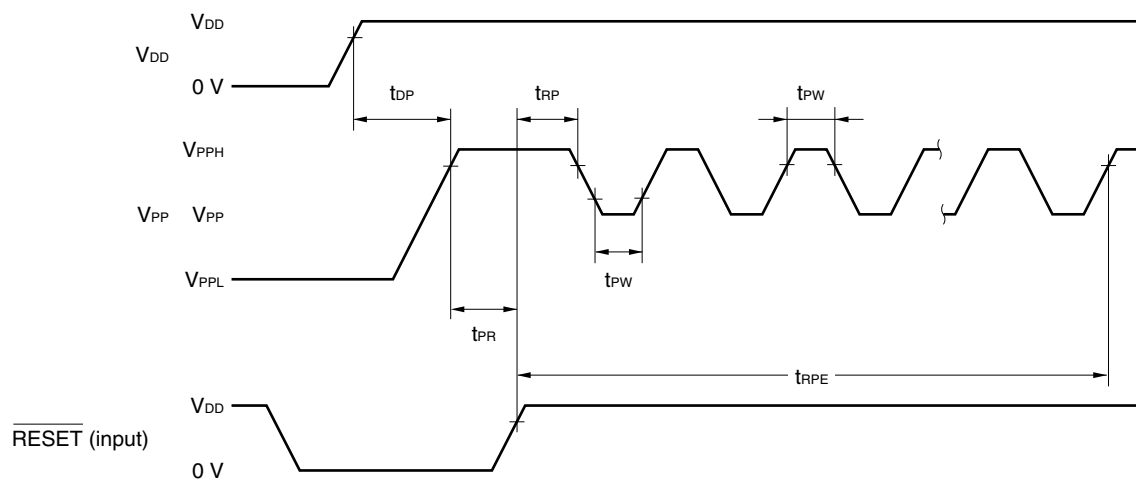 VDD
VDD
0 V
tDP
tRP
tPW
VPPH
VPP VPP
tPW
VPPL
tPR
tRPE
VDD
RESET (input)
0 V